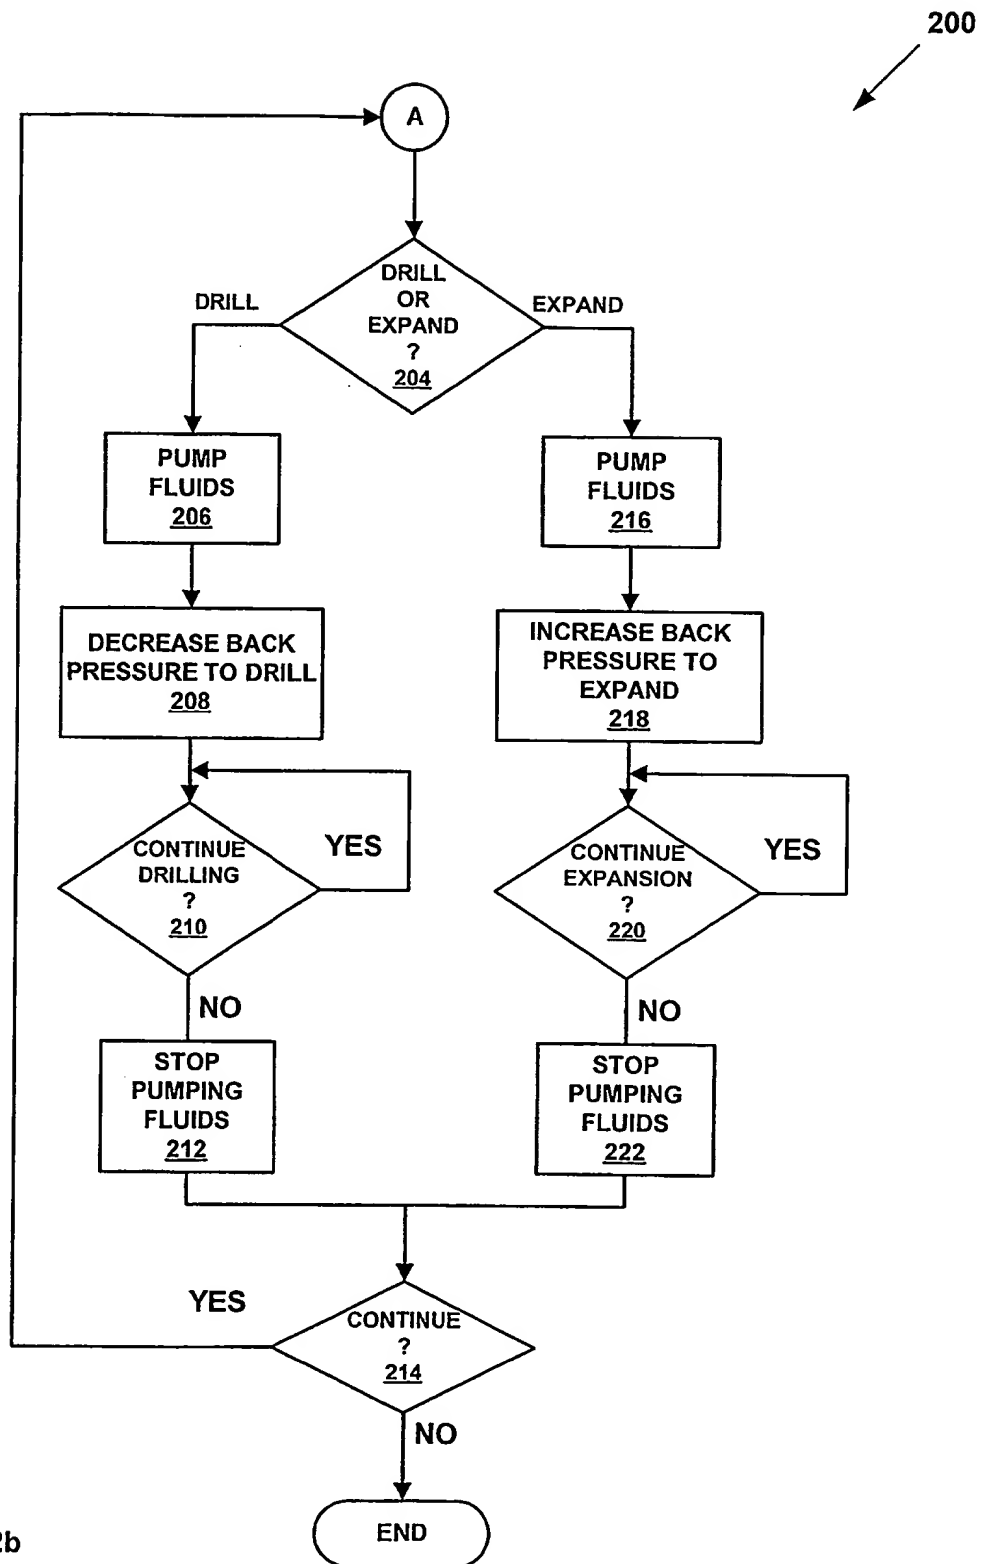 200
A
DRILL
OR
EXPAND
?
204
DRILL
EXPAND
PUMP
FLUIDS
206
PUMP
FLUIDS
216
DECREASE BACK
PRESSURE TO DRILL
208
INCREASE BACK
PRESSURE TO
EXPAND
218
CONTINUE
DRILLING
?
210
YES
CONTINUE
EXPANSION
?
220
YES
NO
NO
STOP
PUMPING
FLUIDS
212
STOP
PUMPING
FLUIDS
222
YES
CONTINUE
?
214
NO
END
2b